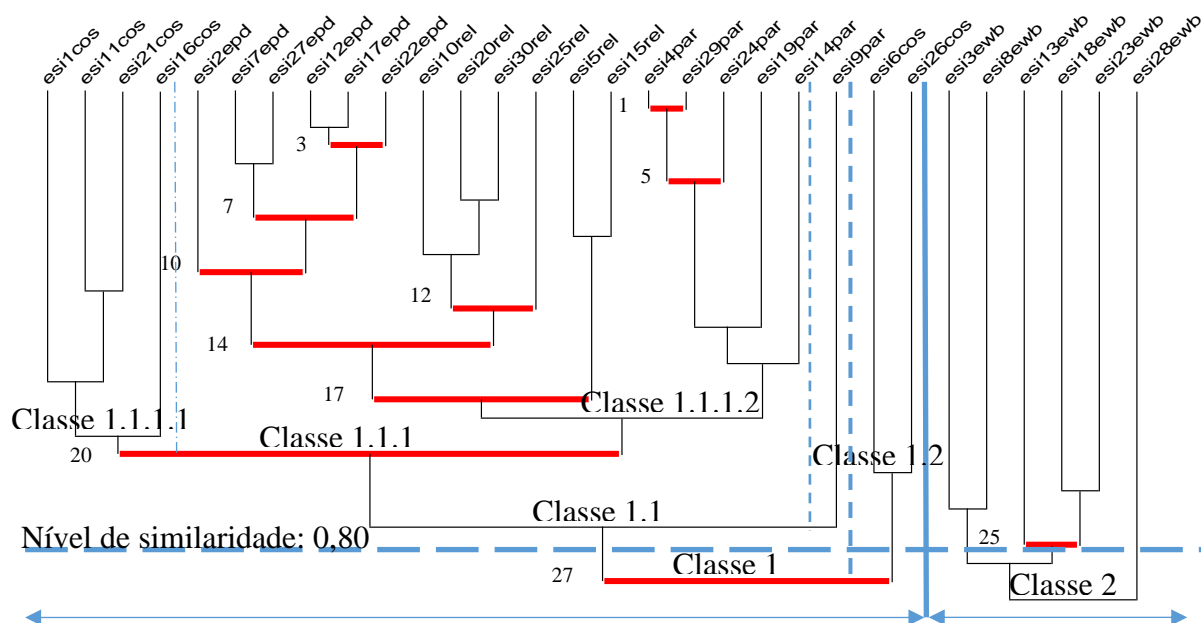 esi1cos
esi11cos
esi21cos
esi16cos
esi2epd
esi7epd
esi27epd
esi12epd
esi17epd
esi22epd
esi10rel
esi20rel
esi30rel
esi25rel
esi5rel
esi15rel
esi4par
esi29par
esi24par
esi19par
esi14par
esi9par
esi6cos
esi26cos
esi3ewb
esi8ewb
esi13ewb
esi18ewb
esi23ewb
esi28ewb
1
3
5
7
10
12
14
17
Classe 1.1.1.1
Classe 1.1.1.2
Classe 1.1.1
20
Classe 1.2
Classe 1.1
Nível de similaridade: 0,80
25
27
Classe 1
Classe 2